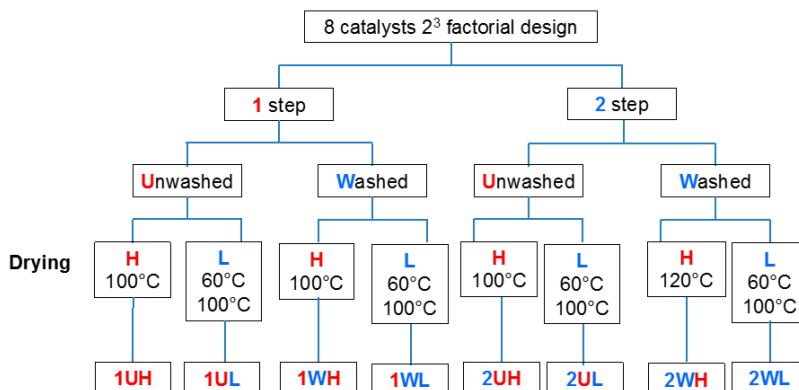 8 catalysts 2³ factorial design
1 step
2 step
Unwashed
Washed
Unwashed
Washed
Drying
H
100°C
L
60°C
100°C
H
100°C
L
60°C
100°C
H
100°C
L
60°C
100°C
H
120°C
L
60°C
100°C
1UH
1UL
1WH
1WL
2UH
2UL
2WH
2WL